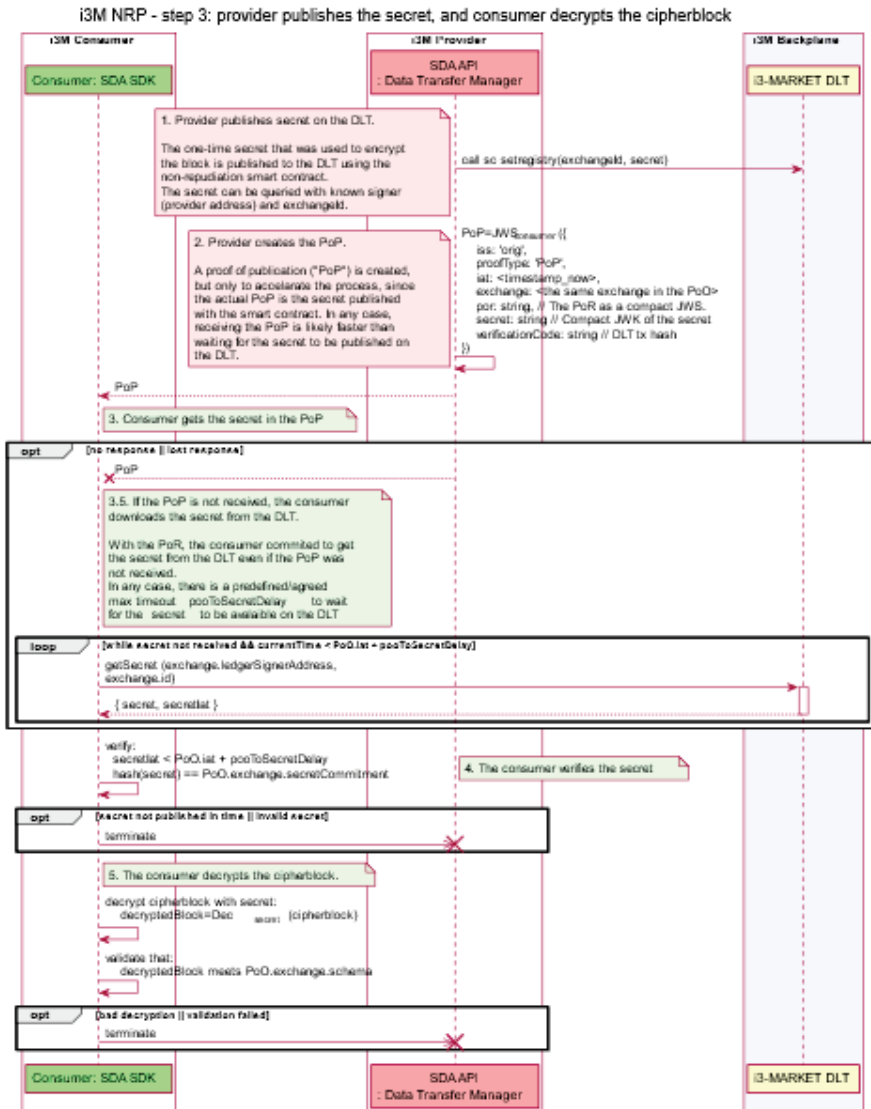 i3M NRP - step 3: provider publishes the secret, and consumer decrypts the cipherblock
i3M Consumer
i3M Provider
i3M Backplane
Consumer: SDA SDK
SDA API
: Data Transfer Manager
i3-MARKET DLT
1. Provider publishes secret on the DLT.
The one-time secret that was used to encrypt
the block is published to the DLT using the
non-repudiation smart contract.
The secret can be queried with known signer
(provider address) and exchangeId.
call sc setregistry(exchangeId, secret)
2. Provider creates the PoP.
A proof of publication ("PoP") is created,
but only to accelarate the process, since
the actual PoP is the secret published
with the smart contract. In any case,
receiving the PoP is likely faster than
waiting for the secret to be published on
the DLT.
PoP=JWSconsumer ({
iss: 'orig',
proofType: 'PoP',
iat: <timestamp_now>,
exchange: <the same exchange in the PoO>
por: string, // The PoR as a compact JWS.
secret: string // Compact JWK of the secret
verificationCode: string // DLT tx hash
})
PoP
3. Consumer gets the secret in the PoP
opt
[no response || lost response]
PoP
3.5. If the PoP is not received, the consumer
downloads the secret from the DLT.
With the PoR, the consumer commited to get
the secret from the DLT even if the PoP was
not received.
In any case, there is a predefined/agreed
max timeout pooToSecretDelay to wait
for the secret to be avalaible on the DLT
loop
[while secret not received && currentTime < PoO.iat + pooToSecretDelay]
getSecret (exchange.ledgerSignerAddress,
exchange.id)
{ secret, secretIat }
verify:
secretIat < PoO.iat + pooToSecretDelay
hash(secret) == PoO.exchange.secretCommitment
4. The consumer verifies the secret
opt
[secret not published in time || invalid secret]
terminate
5. The consumer decrypts the cipherblock.
decrypt cipherblock with secret:
decryptedBlock=Dec secret (cipherblock)
validate that:
decryptedBlock meets PoO.exchange.schema
opt
[bad decryption || validation failed]
terminate
Consumer: SDA SDK
SDA API
: Data Transfer Manager
i3-MARKET DLT